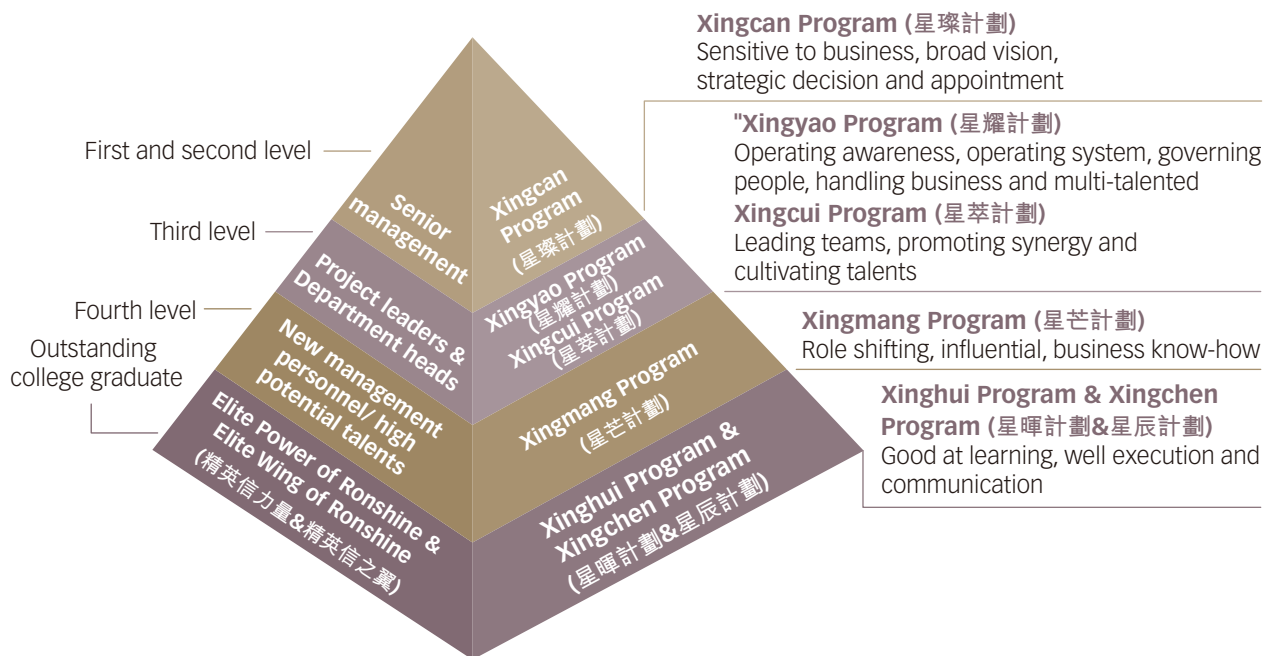 Xingcan Program (星璨計劃)
Sensitive to business, broad vision,
strategic decision and appointment
"Xingyao Program (星耀計劃)
Operating awareness, operating system, governing
people, handling business and multi-talented
Xingcui Program (星萃計劃)
Leading teams, promoting synergy and
cultivating talents
Xingmang Program (星芒計劃)
Role shifting, influential, business know-how
Xinghui Program & Xingchen
Program (星暉計劃&星辰計劃)
Good at learning, well execution and
communication
First and second level
Third level
Fourth level
Outstanding
college graduate
Senior
management
Project leaders &
Department heads
New management
personnel/ high
potential talents
Elite Power of Ronshine &
Elite Wing of Ronshine
(精英信力量&精英信之翼)
Xingcan
Program
(星璨計劃)
Xingyao Program
(星耀計劃)
Xingcui Program
(星萃計劃)
Xingmang Program
(星芒計劃)
Xinghui Program &
Xingchen Program
(星暉計劃&星辰計劃)